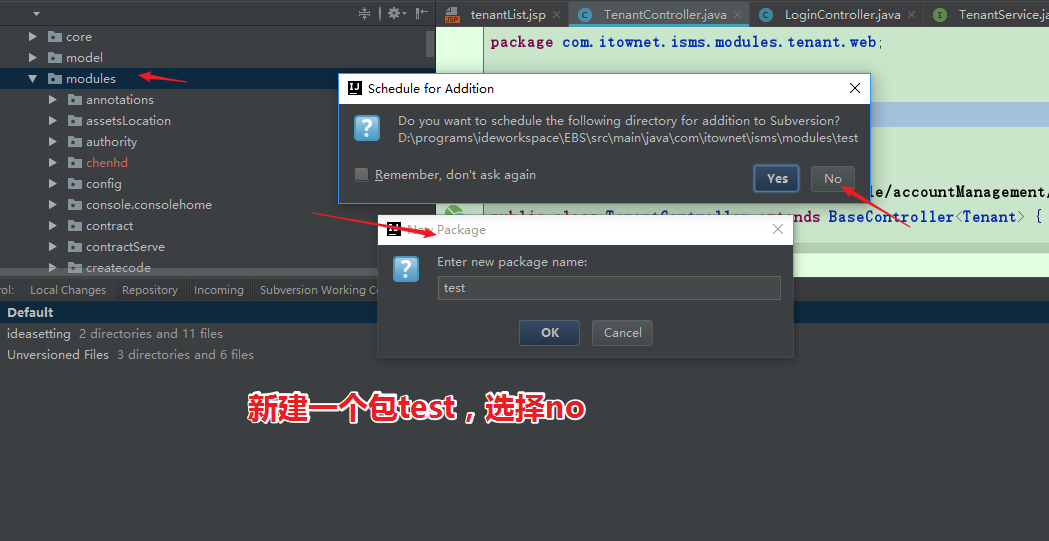 tenantList.jsp
TenantController.java
LoginController.java
TenantService.ja
core
model
modules
annotations
assetsLocation
authority
chenhd
config
console.consolehome
contract
contractServe
createcode
package com.itownet.isms.modules.tenant.web;
Schedule for Addition
Do you want to schedule the following directory for addition to Subversion?
D:\programs\ideworkspace\EBS\src\main\java\com\itownet\isms\modules\test
Remember, don't ask again
Yes
No
le/accountManagement/
public class TenantController extends BaseController<Tenant> {
New Package
Enter new package name:
test
OK
Cancel
rol:
Local Changes
Repository
Incoming
Subversion Working Co
Default
ideasetting 2 directories and 11 files
Unversioned Files 3 directories and 6 files
新建一个包test，选择no